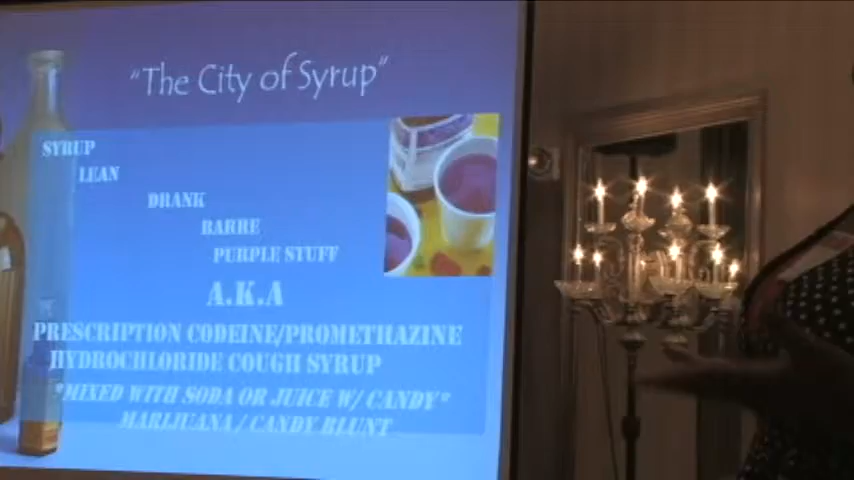 "The City of Syrup"
SYRUP
LEAN
DRANK
BARRE
PURPLE STUFF
A.K.A
PRESCRIPTION CODEINE/PROMETHAZINE
HYDROCHLORIDE COUGH SYRUP
*MIXED WITH SODA OR JUICE W/ CANDY*
MARIJUANA / CANDY BLUNT